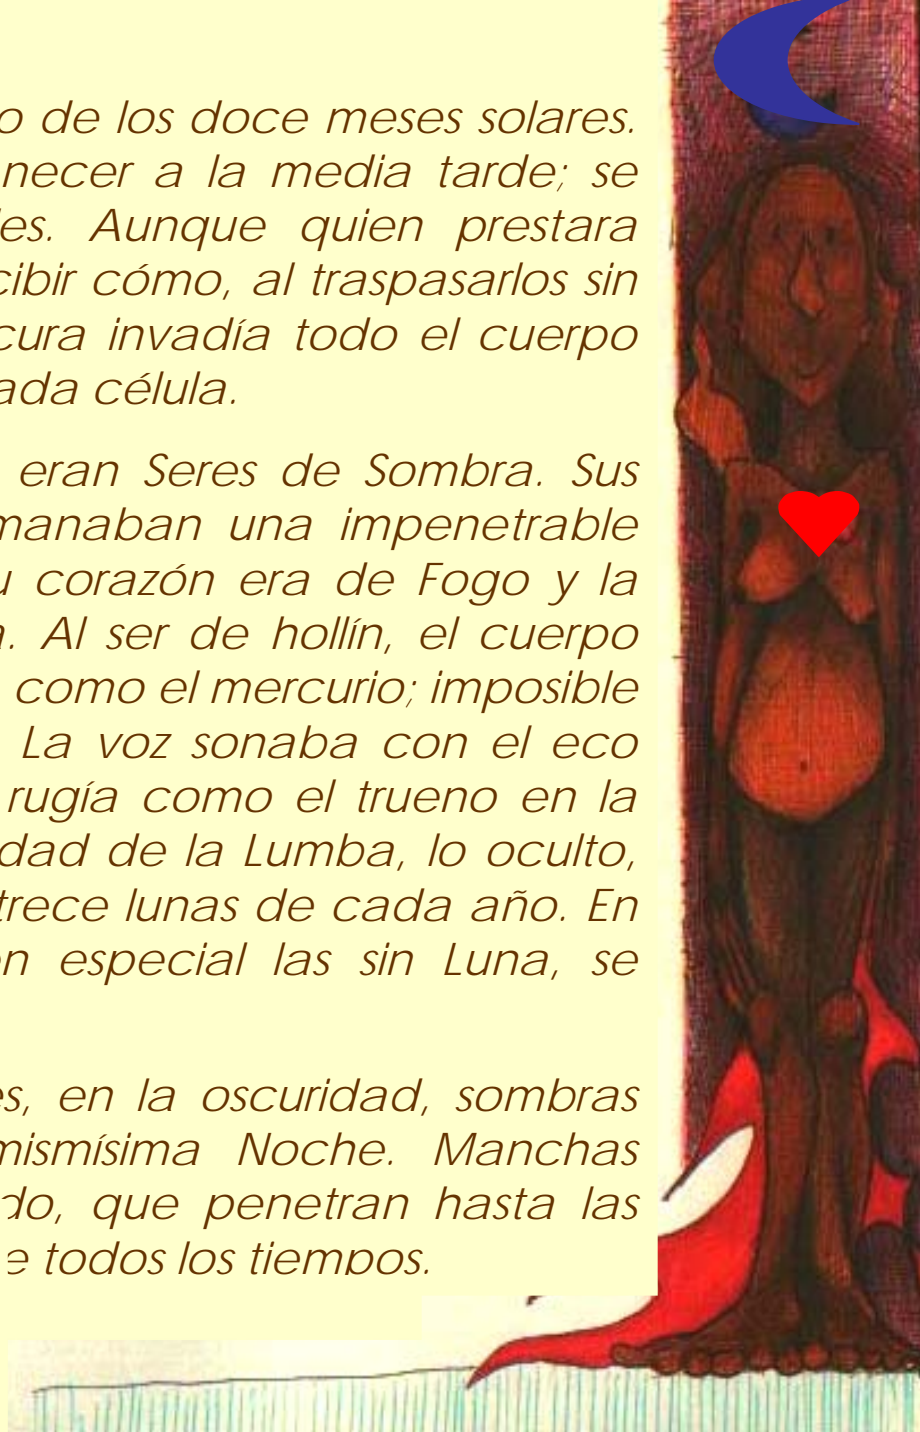 o de los doce meses solares.
necer a la media tarde; se
les. Aunque quien prestara
cibir cómo, al traspasarlos sin
cura invadía todo el cuerpo
ada célula.
eran Seres de Sombra. Sus
manaban una impenetrable
u corazón era de Fogo y la
a. Al ser de hollín, el cuerpo
como el mercurio; imposible
La voz sonaba con el eco
rugía como el trueno en la
dad de la Lumba, lo oculto,
trece lunas de cada año. En
en especial las sin Luna, se
es, en la oscuridad, sombras
mismísima Noche. Manchas
do, que penetran hasta las
e todos los tiempos.